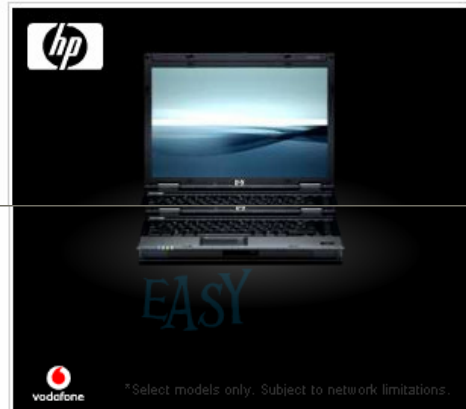 hp
EASY
vodafone
*Select models only. Subject to network limitations.